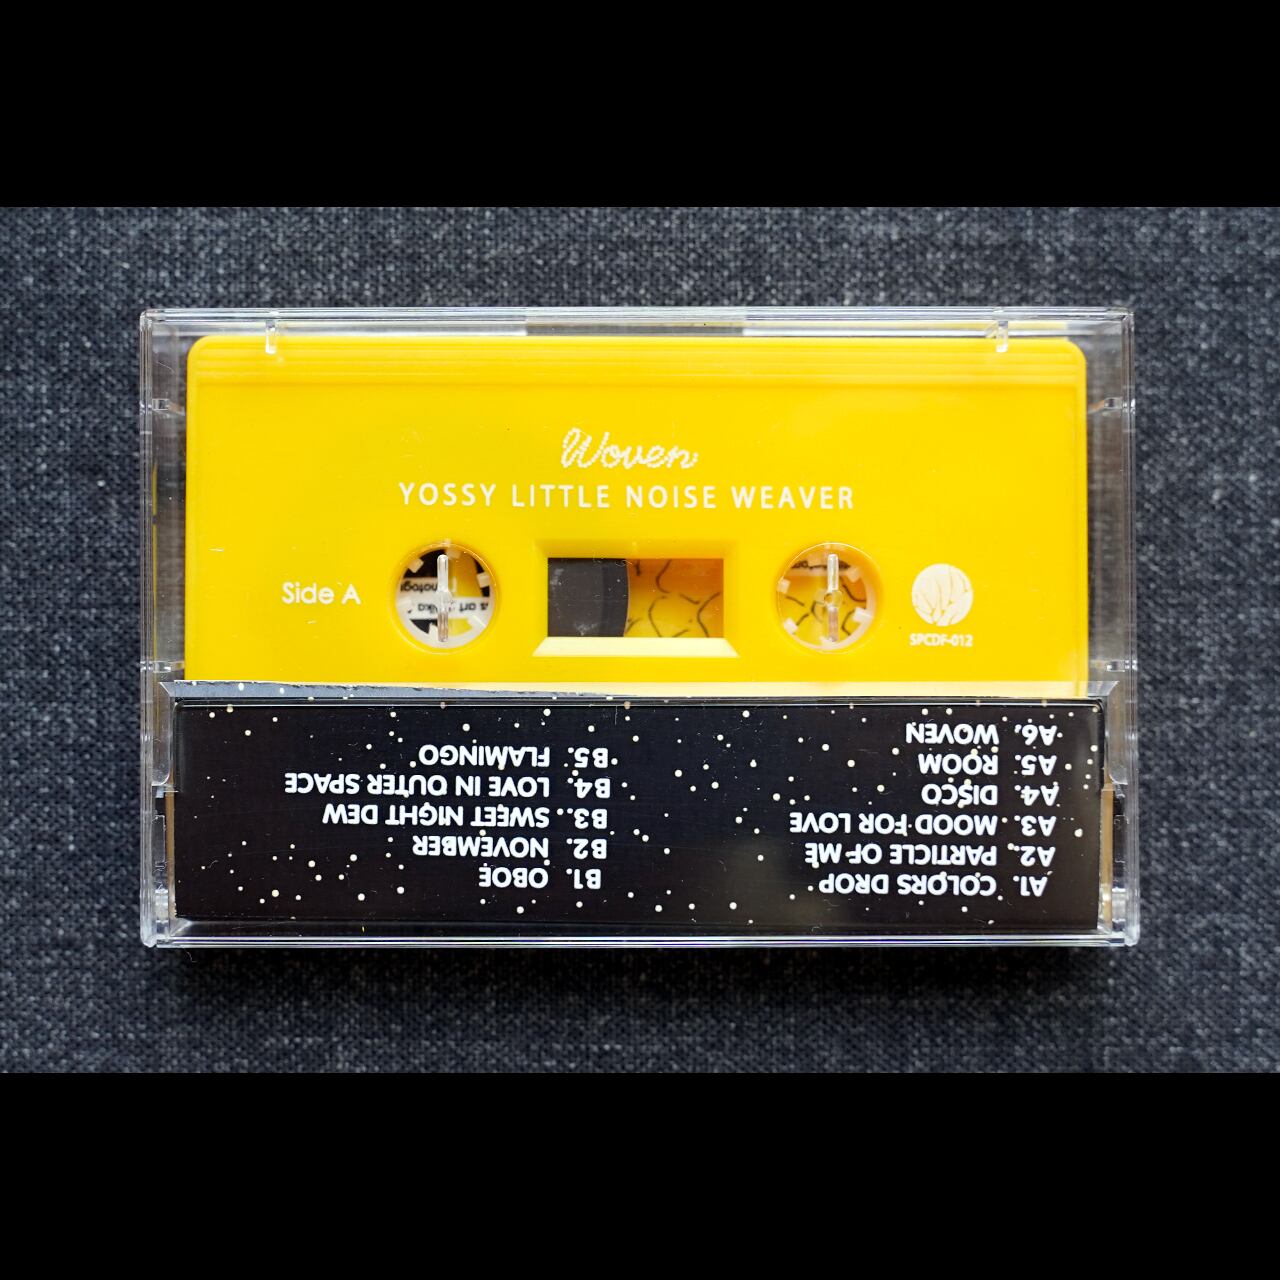 Woven
YOSSY LITTLE NOISE WEAVER
Side A
SPCDF-012
A1. COLORS DROP
A2. PARTICLE OF ME
A3. MOOD FOR LOVE
A4. DISCO
A5. ROOM
A6. WOVEN
B1. OBOE
B2. NOVEMBER
B3. SWEET NIGHT DEW
B4. LOVE IN OUTER SPACE
B5. FLAMINGO